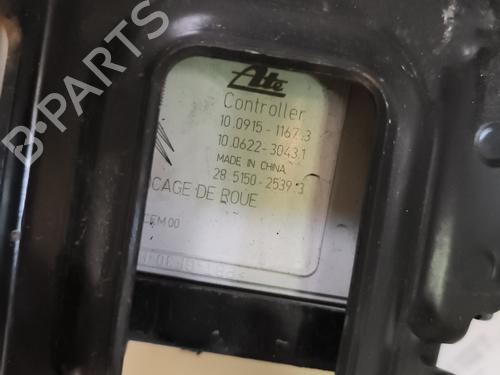 B-PARTS
Ate
Controller
10.0915-1167.3
10.0622-3043.1
MADE IN CHINA
28.5150-2539.3
CAGE DE ROUE